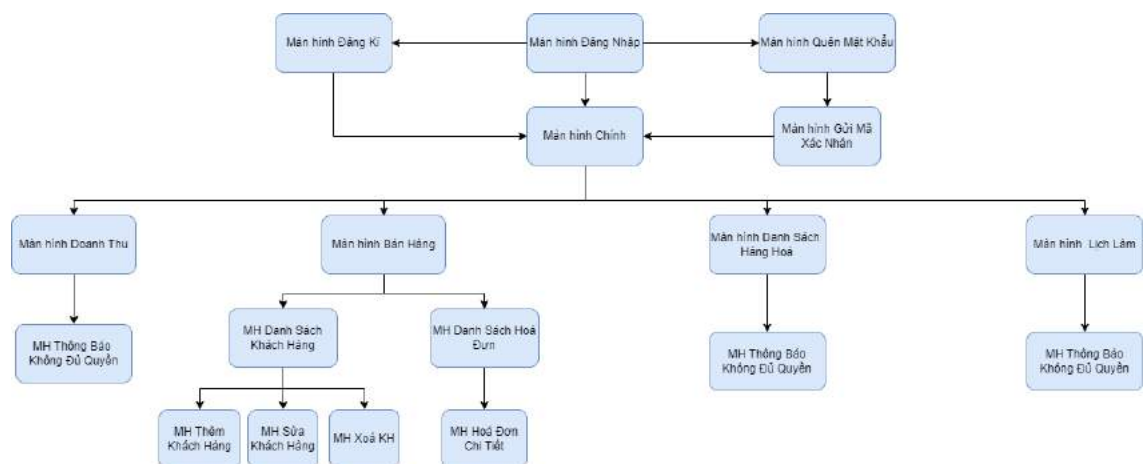 Màn hình Đăng Kí
Màn hình Đăng Nhập
Màn hình Quên Mật Khẩu
Màn hình Chính
Màn hình Gửi Mã
Xác Nhận
Màn hình Doanh Thu
Màn hình Bán Hàng
Màn hình Danh Sách
Hàng Hoá
Màn hình Lịch Làm
MH Thông Báo
Không Đủ Quyền
MH Danh Sách
Khách Hàng
MH Danh Sách Hoá
Đơn
MH Thông Báo
Không Đủ Quyền
MH Thông Báo
Không Đủ Quyền
MH Thêm
Khách Hàng
MH Sửa
Khách Hàng
MH Xoá KH
MH Hoá Đơn
Chi Tiết